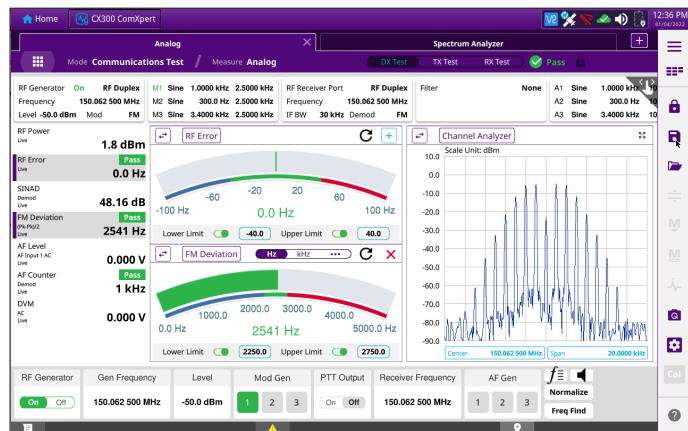 Home
CX300 ComXpert
12:36 PM
01/04/2022
Analog
Spectrum Analyzer
Mode Communications Test / Measure Analog
DX Test TX Test RX Test Pass
RF Generator On RF Duplex
Frequency 150.062 500 MHz
Level -50.0 dBm Mod FM
M1 Sine 1.0000 kHz 2.5000 kHz
M2 Sine 300.0 Hz 2.5000 kHz
M3 Sine 3.4000 kHz 2.5000 kHz
RF Receiver Port RF Duplex
Frequency 150.062 500 MHz
IF BW 30 kHz Demod FM
Filter None
A1 Sine 1.0000 kHz 10
A2 Sine 300.0 Hz 10
A3 Sine 3.4000 kHz 10
RF Power
Live
1.8 dBm
RF Error Pass
Live
0.0 Hz
SINAD
Demod
Live
48.16 dB
FM Deviation Pass
(Pk-Pk)/2
Live
2541 Hz
AF Level
AF Input 1 AC
Live
0.000 V
AF Counter Pass
Demod
Live
1 kHz
DVM
AC
Live
0.000 V
RF Error
-100 Hz -60 -20 20 60 100 Hz
0.0 Hz
Lower Limit -40.0 Upper Limit 40.0
FM Deviation Hz kHz •••
0.0 Hz 1000.0 2000.0 3000.0 4000.0 5000.0 Hz
2541 Hz
Lower Limit 2250.0 Upper Limit 2750.0
Channel Analyzer
Scale Unit: dBm
10.0
0.0
-10.0
-20.0
-30.0
-40.0
-50.0
-60.0
-70.0
-80.0
-90.0
Center 150.062 500 MHz Span 20.0000 kHz
RF Generator Gen Frequency Level Mod Gen PTT Output Receiver Frequency AF Gen
On Off 150.062 500 MHz -50.0 dBm 1 2 3 On Off 150.062 500 MHz 1 2 3
Normalize
Freq Find
M
M
Cal